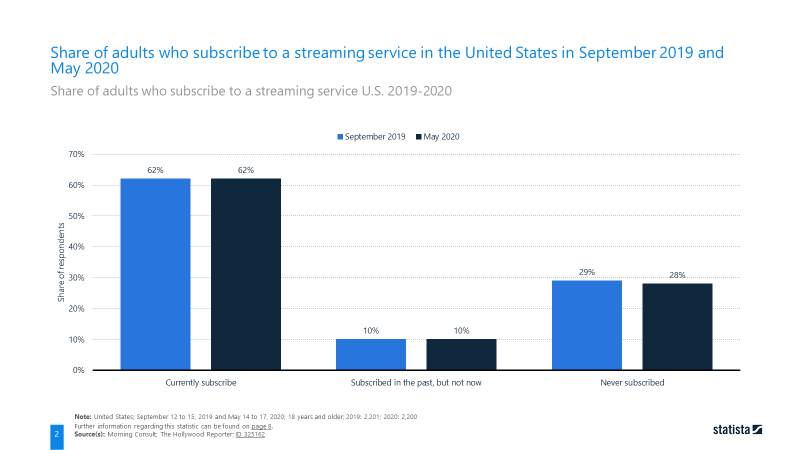 Share of adults who subscribe to a streaming service in the United States in September 2019 and
May 2020
Share of adults who subscribe to a streaming service U.S. 2019-2020
September 2019 May 2020
Share of respondents
70%
60%
50%
40%
30%
20%
10%
0%
62% 62%
10% 10%
29% 28%
Currently subscribe Subscribed in the past, but not now Never subscribed
Note: United States; September 12 to 15, 2019 and May 14 to 17, 2020; 18 years and older; 2019: 2,201; 2020: 2,200
Further information regarding this statistic can be found on page 8.
Source(s): Morning Consult; The Hollywood Reporter; ID 325162
2
statista